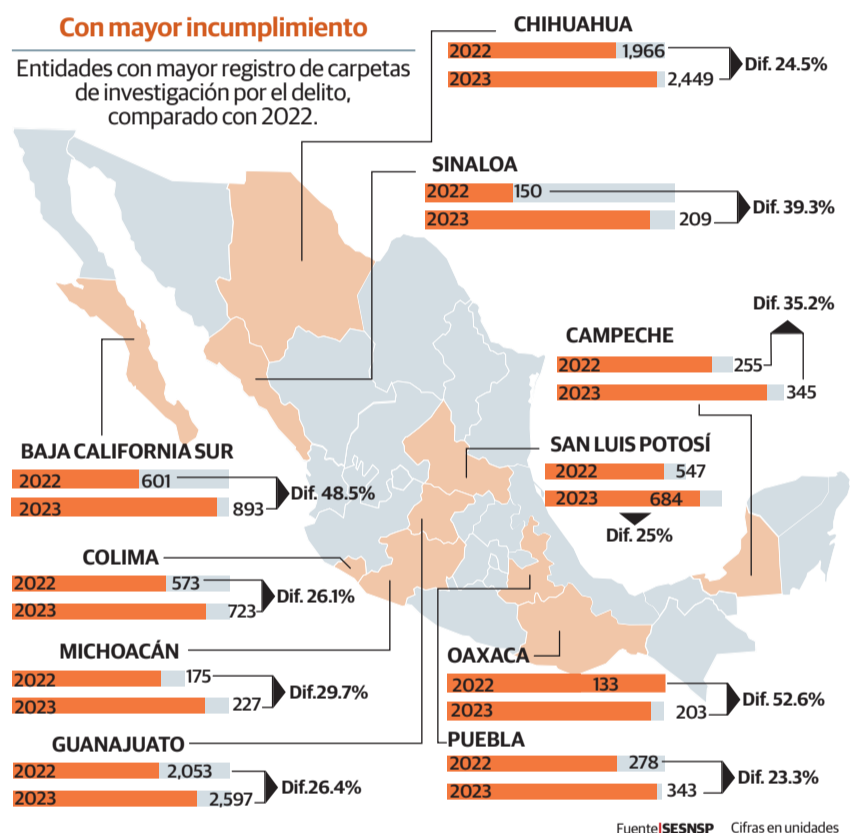 Con mayor incumplimiento
Entidades con mayor registro de carpetas
de investigación por el delito,
comparado con 2022.
CHIHUAHUA
2022 1,966
2023 2,449
Dif. 24.5%
SINALOA
2022 150
2023 209
Dif. 39.3%
Dif. 35.2%
CAMPECHE
2022 255
2023 345
BAJA CALIFORNIA SUR
2022 601
2023 893
Dif. 48.5%
SAN LUIS POTOSÍ
2022 547
2023 684
Dif. 25%
COLIMA
2022 573
2023 723
Dif. 26.1%
MICHOACÁN
2022 175
2023 227
Dif.29.7%
OAXACA
2022 133
2023 203
Dif. 52.6%
GUANAJUATO
2022 2,053
2023 2,597
Dif.26.4%
PUEBLA
2022 278
2023 343
Dif. 23.3%
Fuente|SESNSP Cifras en unidades